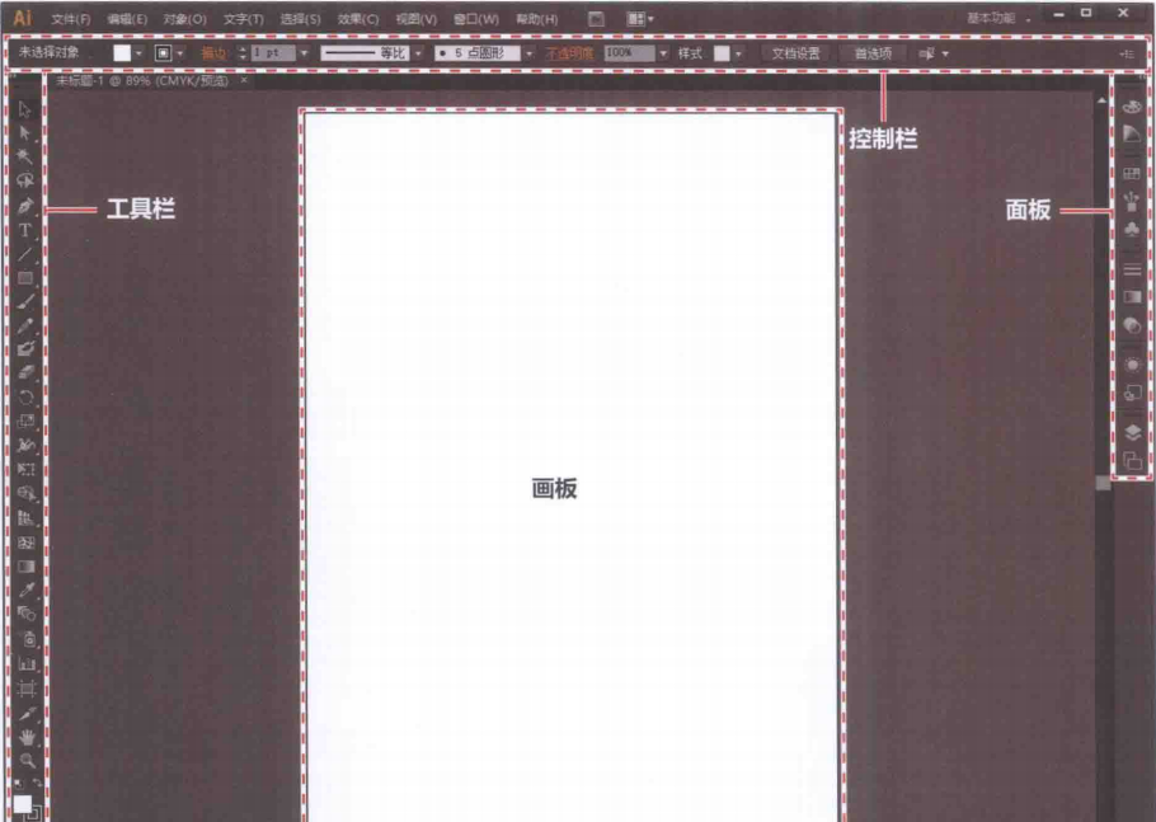 Ai 文件(F) 编辑(E) 对象(O) 文字(T) 选择(S) 效果(C) 视图(V) 窗口(W) 帮助(H) 基本功能
未选择对象 描边 1 pt 等比 5 点圆形 不透明度 100% 样式 文档设置 首选项
未标题-1 @ 89% (CMYK/预览) ×
控制栏
工具栏
面板
画板